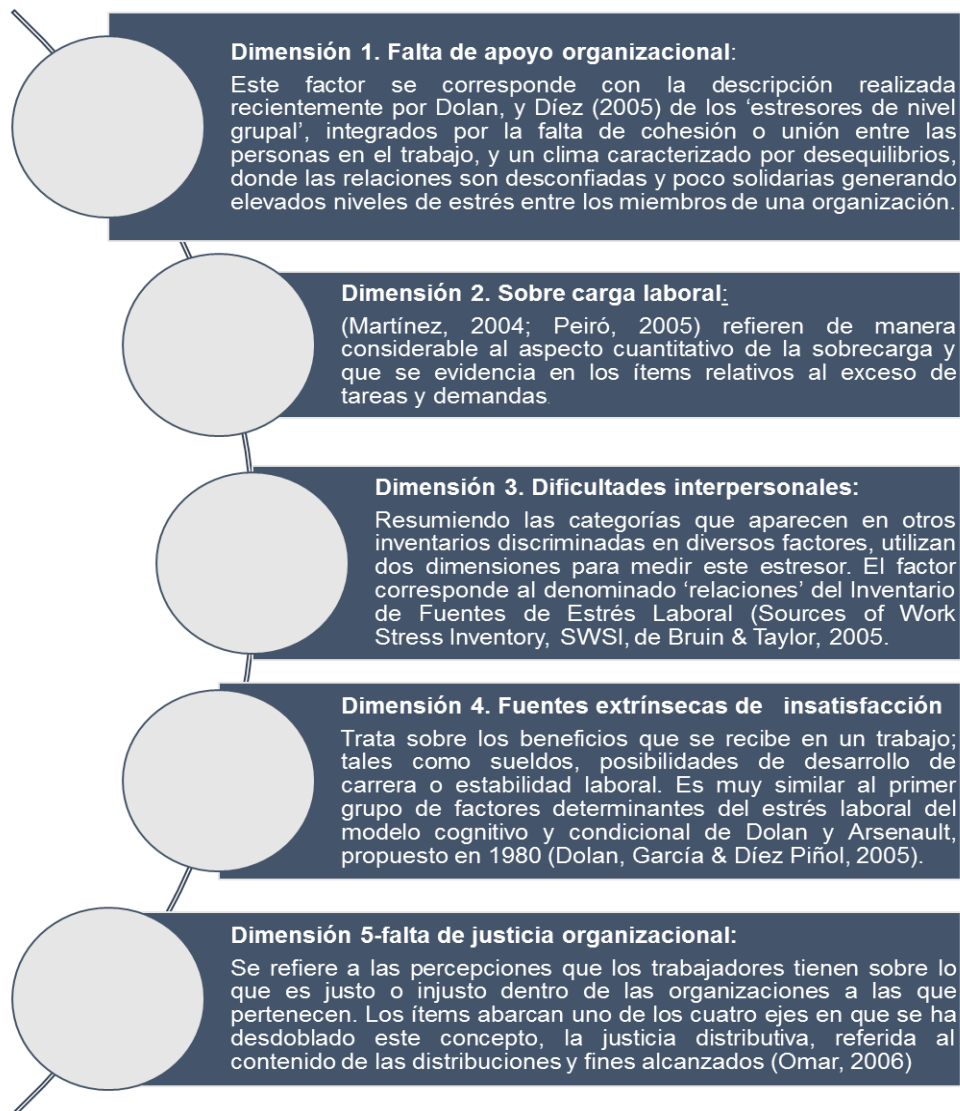 Dimensión 1. Falta de apoyo organizacional:
Este factor se corresponde con la descripción realizada
recientemente por Dolan, y Díez (2005) de los ‘estresores de nivel
grupal’, integrados por la falta de cohesión o unión entre las
personas en el trabajo, y un clima caracterizado por desequilibrios,
donde las relaciones son desconfiadas y poco solidarias generando
elevados niveles de estrés entre los miembros de una organización.
Dimensión 2. Sobre carga laboral:
(Martínez, 2004; Peiró, 2005) refieren de manera
considerable al aspecto cuantitativo de la sobrecarga y
que se evidencia en los ítems relativos al exceso de
tareas y demandas.
Dimensión 3. Dificultades interpersonales:
Resumiendo las categorías que aparecen en otros
inventarios discriminadas en diversos factores, utilizan
dos dimensiones para medir este estresor. El factor
corresponde al denominado ‘relaciones’ del Inventario
de Fuentes de Estrés Laboral (Sources of Work
Stress Inventory, SWSI, de Bruin & Taylor, 2005.
Dimensión 4. Fuentes extrínsecas de insatisfacción
Trata sobre los beneficios que se recibe en un trabajo;
tales como sueldos, posibilidades de desarrollo de
carrera o estabilidad laboral. Es muy similar al primer
grupo de factores determinantes del estrés laboral del
modelo cognitivo y condicional de Dolan y Arsenault,
propuesto en 1980 (Dolan, García & Díez Piñol, 2005).
Dimensión 5-falta de justicia organizacional:
Se refiere a las percepciones que los trabajadores tienen sobre lo
que es justo o injusto dentro de las organizaciones a las que
pertenecen. Los ítems abarcan uno de los cuatro ejes en que se ha
desdoblado este concepto, la justicia distributiva, referida al
contenido de las distribuciones y fines alcanzados (Omar, 2006)